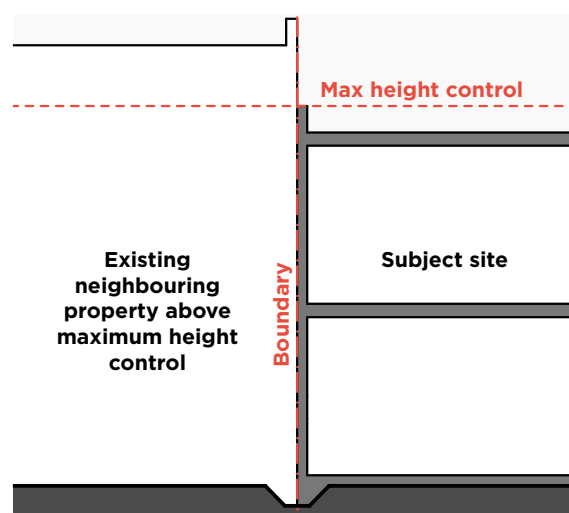 Max height control
Existing
neighbouring
property above
maximum height
control
Boundary
Subject site